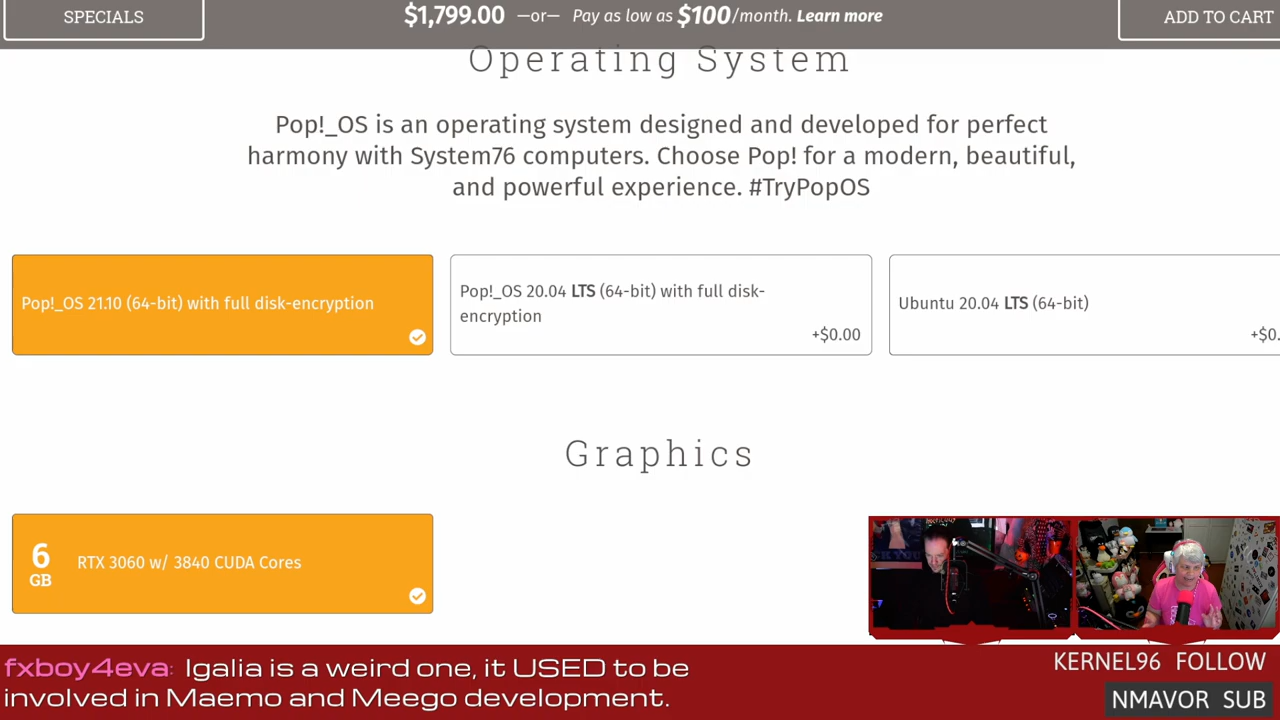 SPECIALS
$1,799.00 —or— Pay as low as $100/month. Learn more
ADD TO CART
Operating System
Pop!_OS is an operating system designed and developed for perfect
harmony with System76 computers. Choose Pop! for a modern, beautiful,
and powerful experience. #TryPopOS
Pop!_OS 21.10 (64-bit) with full disk-encryption
Pop!_OS 20.04 LTS (64-bit) with full disk-
encryption
+$0.00
Ubuntu 20.04 LTS (64-bit)
+$0.
Graphics
6
GB
RTX 3060 w/ 3840 CUDA Cores
fxboy4eva: Igalia is a weird one, it USED to be
involved in Maemo and Meego development.
KERNEL96 FOLLOW
NMAVOR SUB